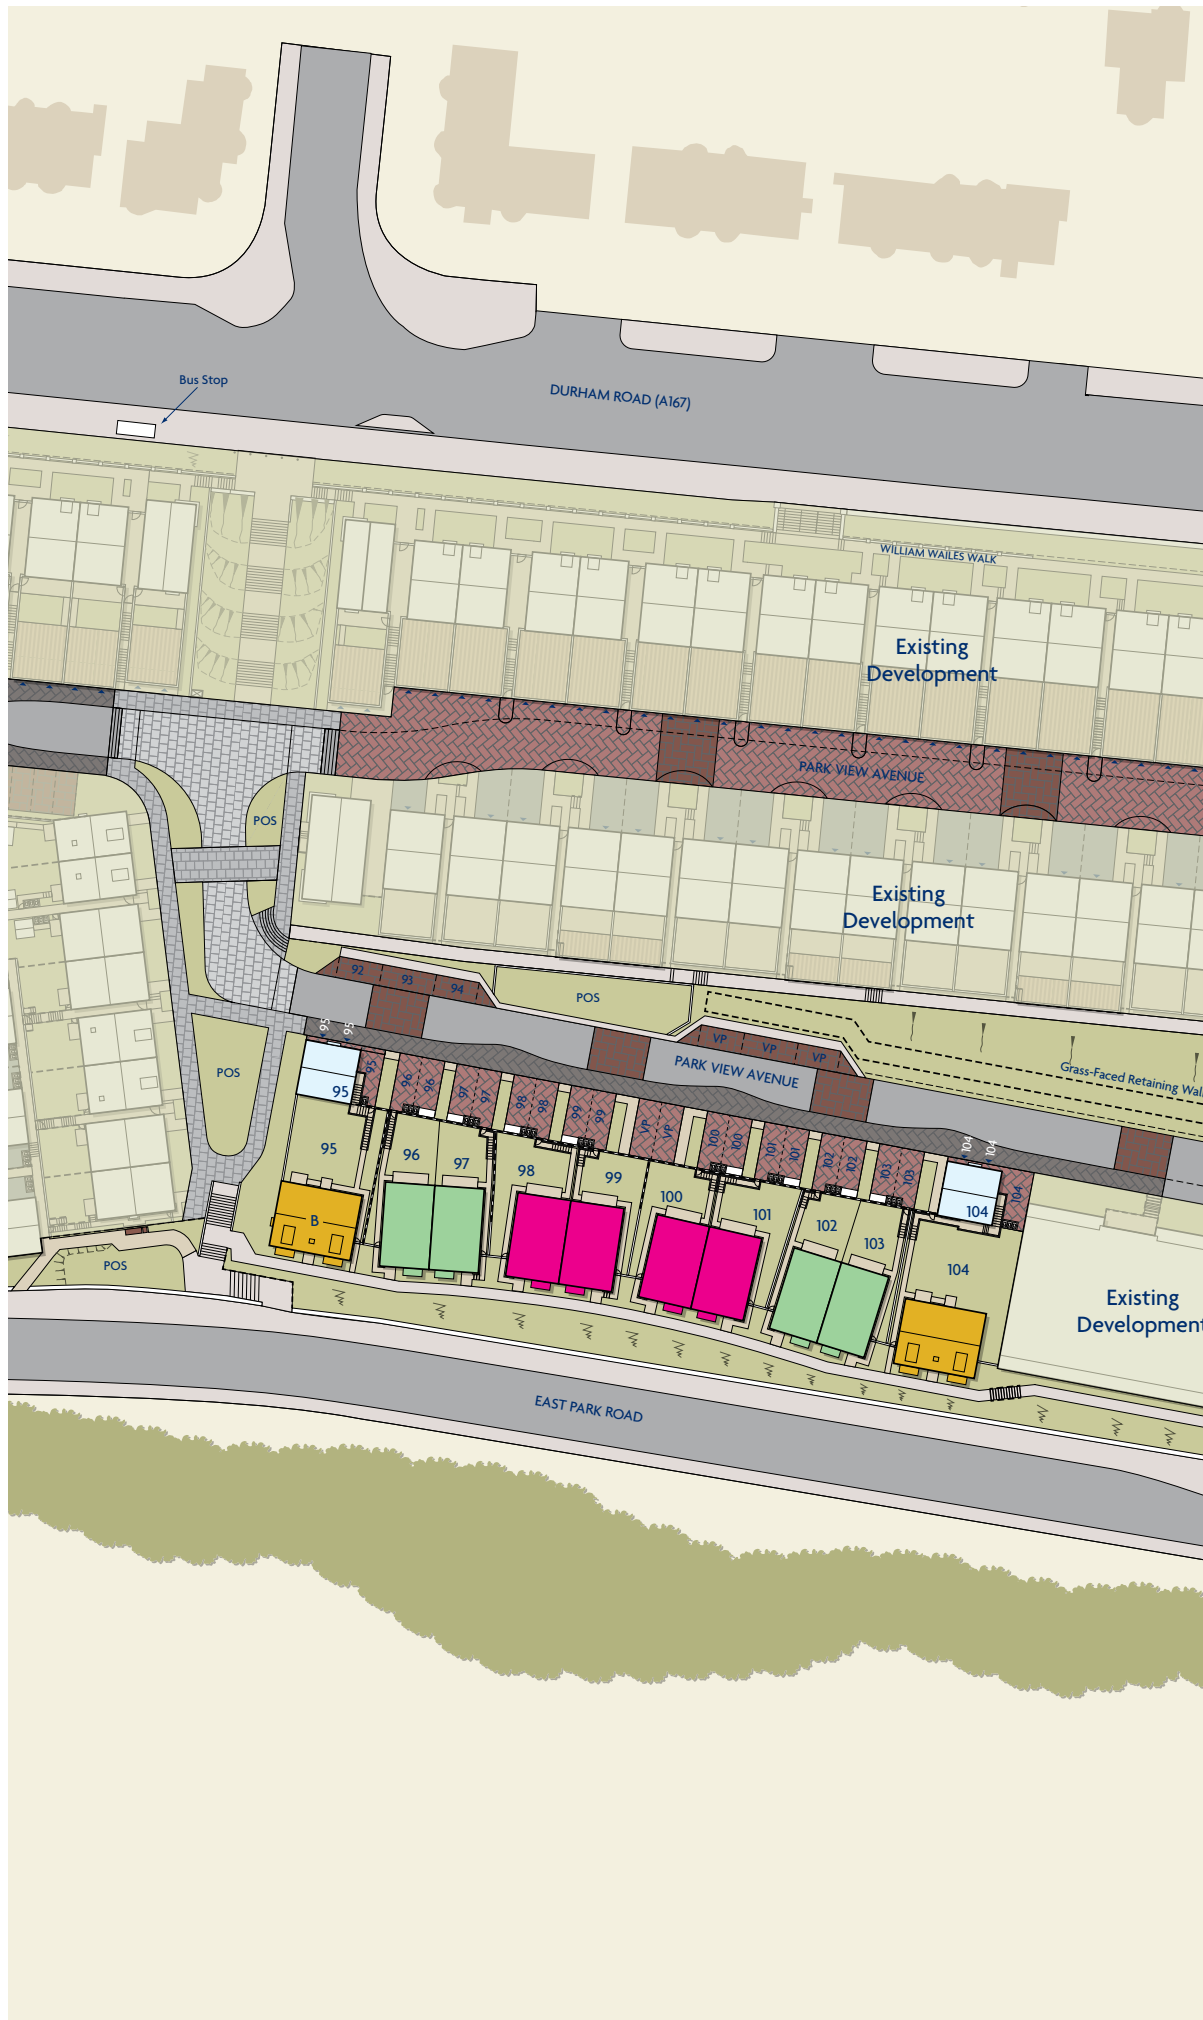 Bus Stop
DURHAM ROAD (A167)
WILLIAM WAILES WALK
Existing
Development
PARK VIEW AVENUE
POS
Existing
Development
92
93
94
POS
VP
VP
VP
PARK VIEW AVENUE
Grass-Faced Retaining Wal
POS
95
95
95
95
96
96
97
97
98
98
99
99
VP
VP
100
100
101
101
102
102
103
103
104
104
104
104
95
96
97
98
99
100
101
102
103
104
B
POS
Existing
Development
EAST PARK ROAD